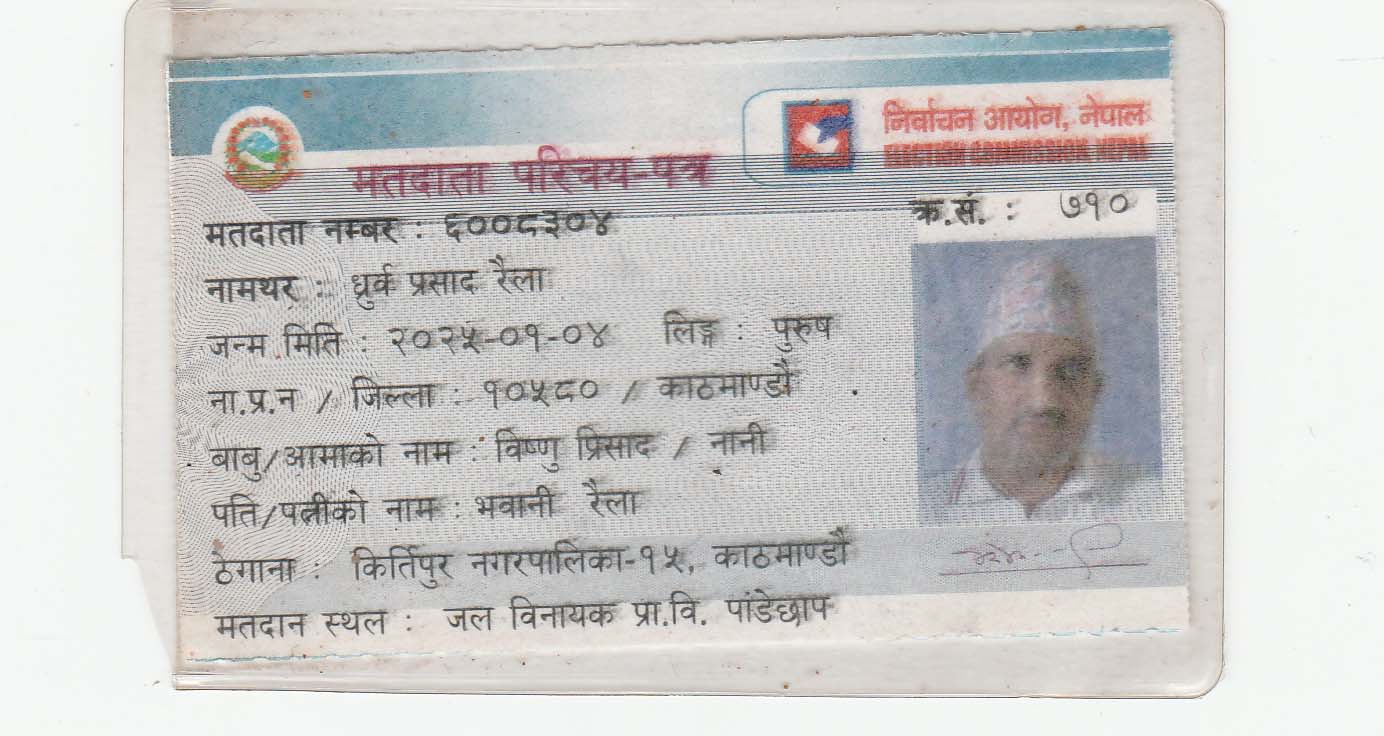 निर्वाचन आयोग, नेपाल
ELECTION COMMISSION, NEPAL
मतदाता परिचय-पत्र
क्र.सं. : ७१०
मतदाता नम्बर : ६००८३०४
नामथर : ध्रुर्व प्रसाद रैला
जन्म मिति : २०२५-०१-०४ लिङ्ग : पुरुष
ना.प्र.न / जिल्ला : १०५८० / काठमाण्डौ
बाबु/आमाको नाम : विष्णु प्रिसाद / नानी
पति/पत्नीको नाम : भवानी रैला
ठेगाना : किर्तिपुर नगरपालिका-१५, काठमाण्डौ
मतदान स्थल : जल विनायक प्रा.वि. पांडेछाप